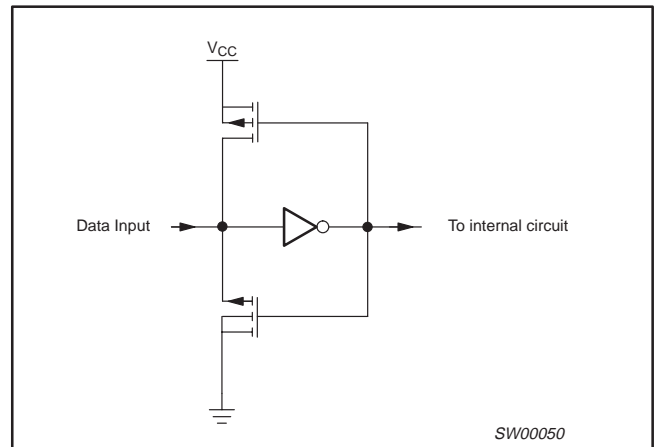 VCC
Data Input
To internal circuit
SW00050